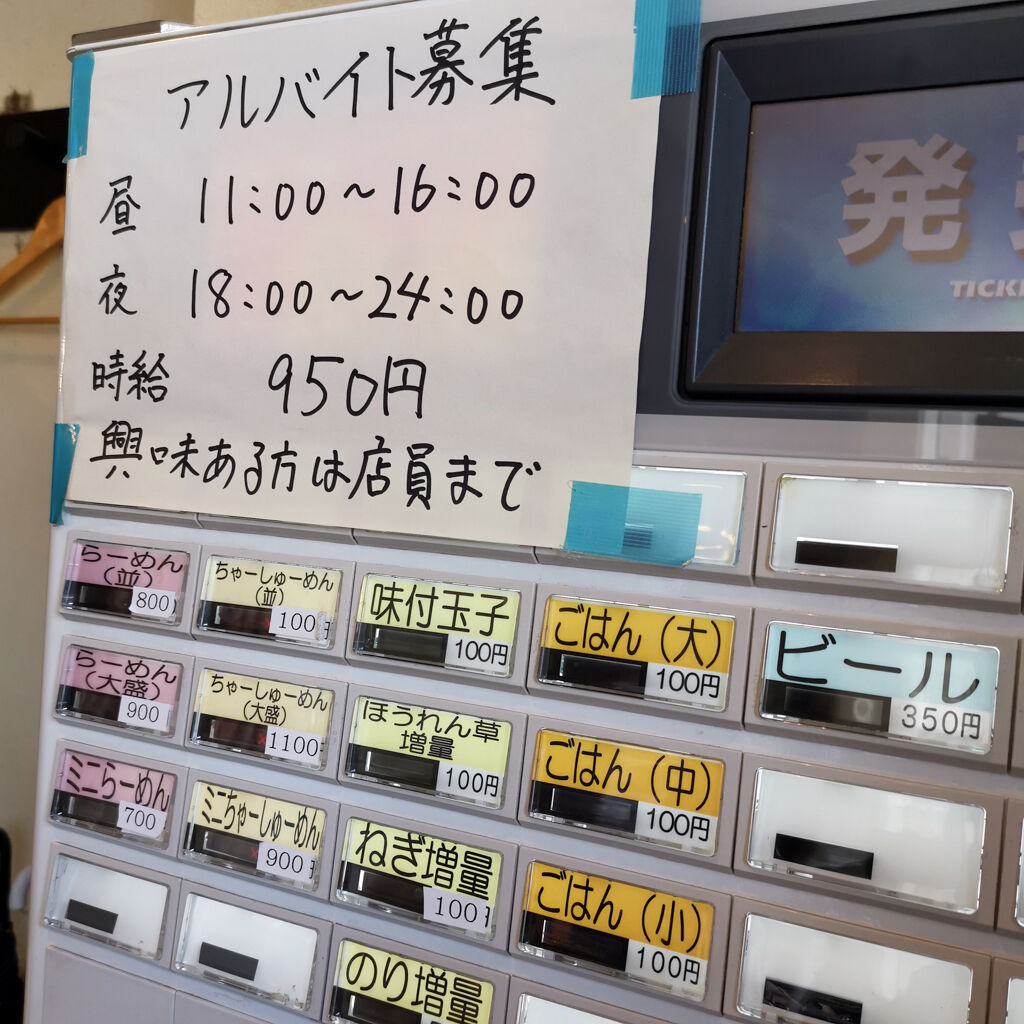 アルバイト募集
昼 11:00～16:00
夜 18:00～24:00
時給 950円
興味ある方は店員まで
発
TICK
らーめん
(並)
800
ちゃーしゅーめん
(並)
100
味付玉子
100円
ごはん(大)
100円
ビール
350円
らーめん
(大盛)
900
ちゃーしゅーめん
(大盛)
1100
ほうれん草
増量
100円
ごはん(中)
100円
ミニらーめん
700
ミニちゃーしゅーめん
900
ねぎ増量
100
ごはん(小)
100円
のり増量